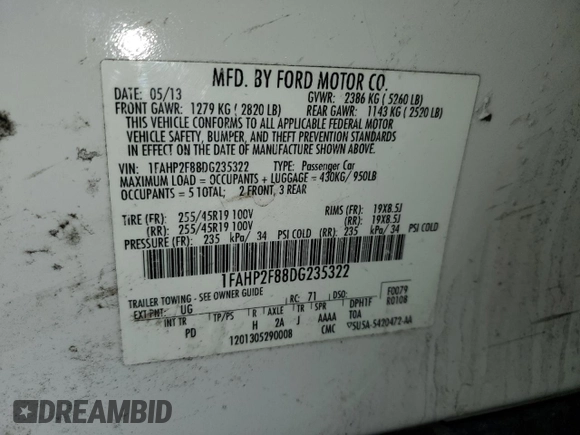 MFD. BY FORD MOTOR CO.
DATE: 05/13 GVWR: 2386 KG ( 5260 LB)
FRONT GAWR: 1279 KG ( 2820 LB) REAR GAWR: 1143 KG ( 2520 LB)
THIS VEHICLE CONFORMS TO ALL APPLICABLE FEDERAL MOTOR
VEHICLE SAFETY, BUMPER, AND THEFT PREVENTION STANDARDS
IN EFFECT ON THE DATE OF MANUFACTURE SHOWN ABOVE.
VIN: 1FAHP2F88DG235322 TYPE: Passenger Car
MAXIMUM LOAD = OCCUPANTS + LUGGAGE = 430KG/ 950LB
OCCUPANTS = 5 TOTAL, 2 FRONT, 3 REAR
TIRE (FR): 255/45R19 100V RIMS (FR): 19X8.5J
(RR): 255/45R19 100V (RR): 19X8.5J
PRESSURE (FR): 235 kPa/ 34 PSI COLD (RR): 235 kPa/ 34 PSI COLD
1FAHP2F88DG235322
TRAILER TOWING - SEE OWNER GUIDE
EXT PNT: UG RC: 71 DSO: F0079
R0108
INT TR TP/PS R AXLE TR SPR DPH1F
PD H 2A J AAAA TOA
1201305290008 CMC 5U5A-5420472-AA
DREAMBID